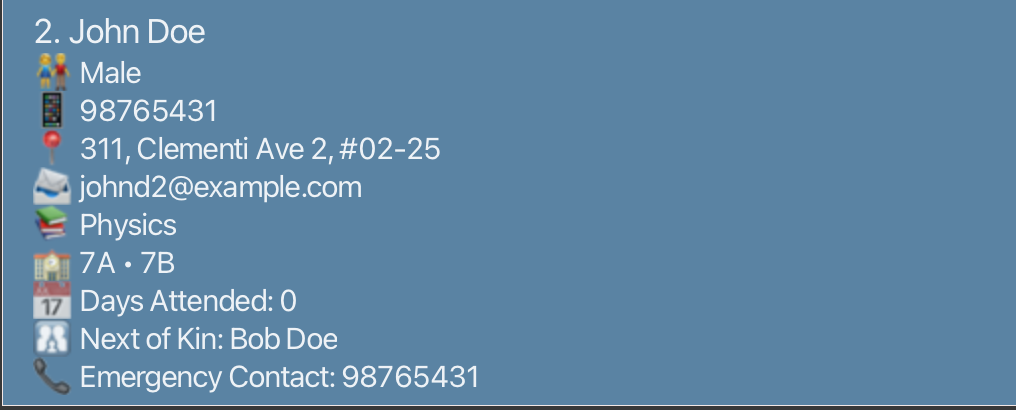 2. John Doe
Male
98765431
311, Clementi Ave 2, #02-25
johnd2@example.com
Physics
7A • 7B
17 Days Attended: 0
Next of Kin: Bob Doe
Emergency Contact: 98765431